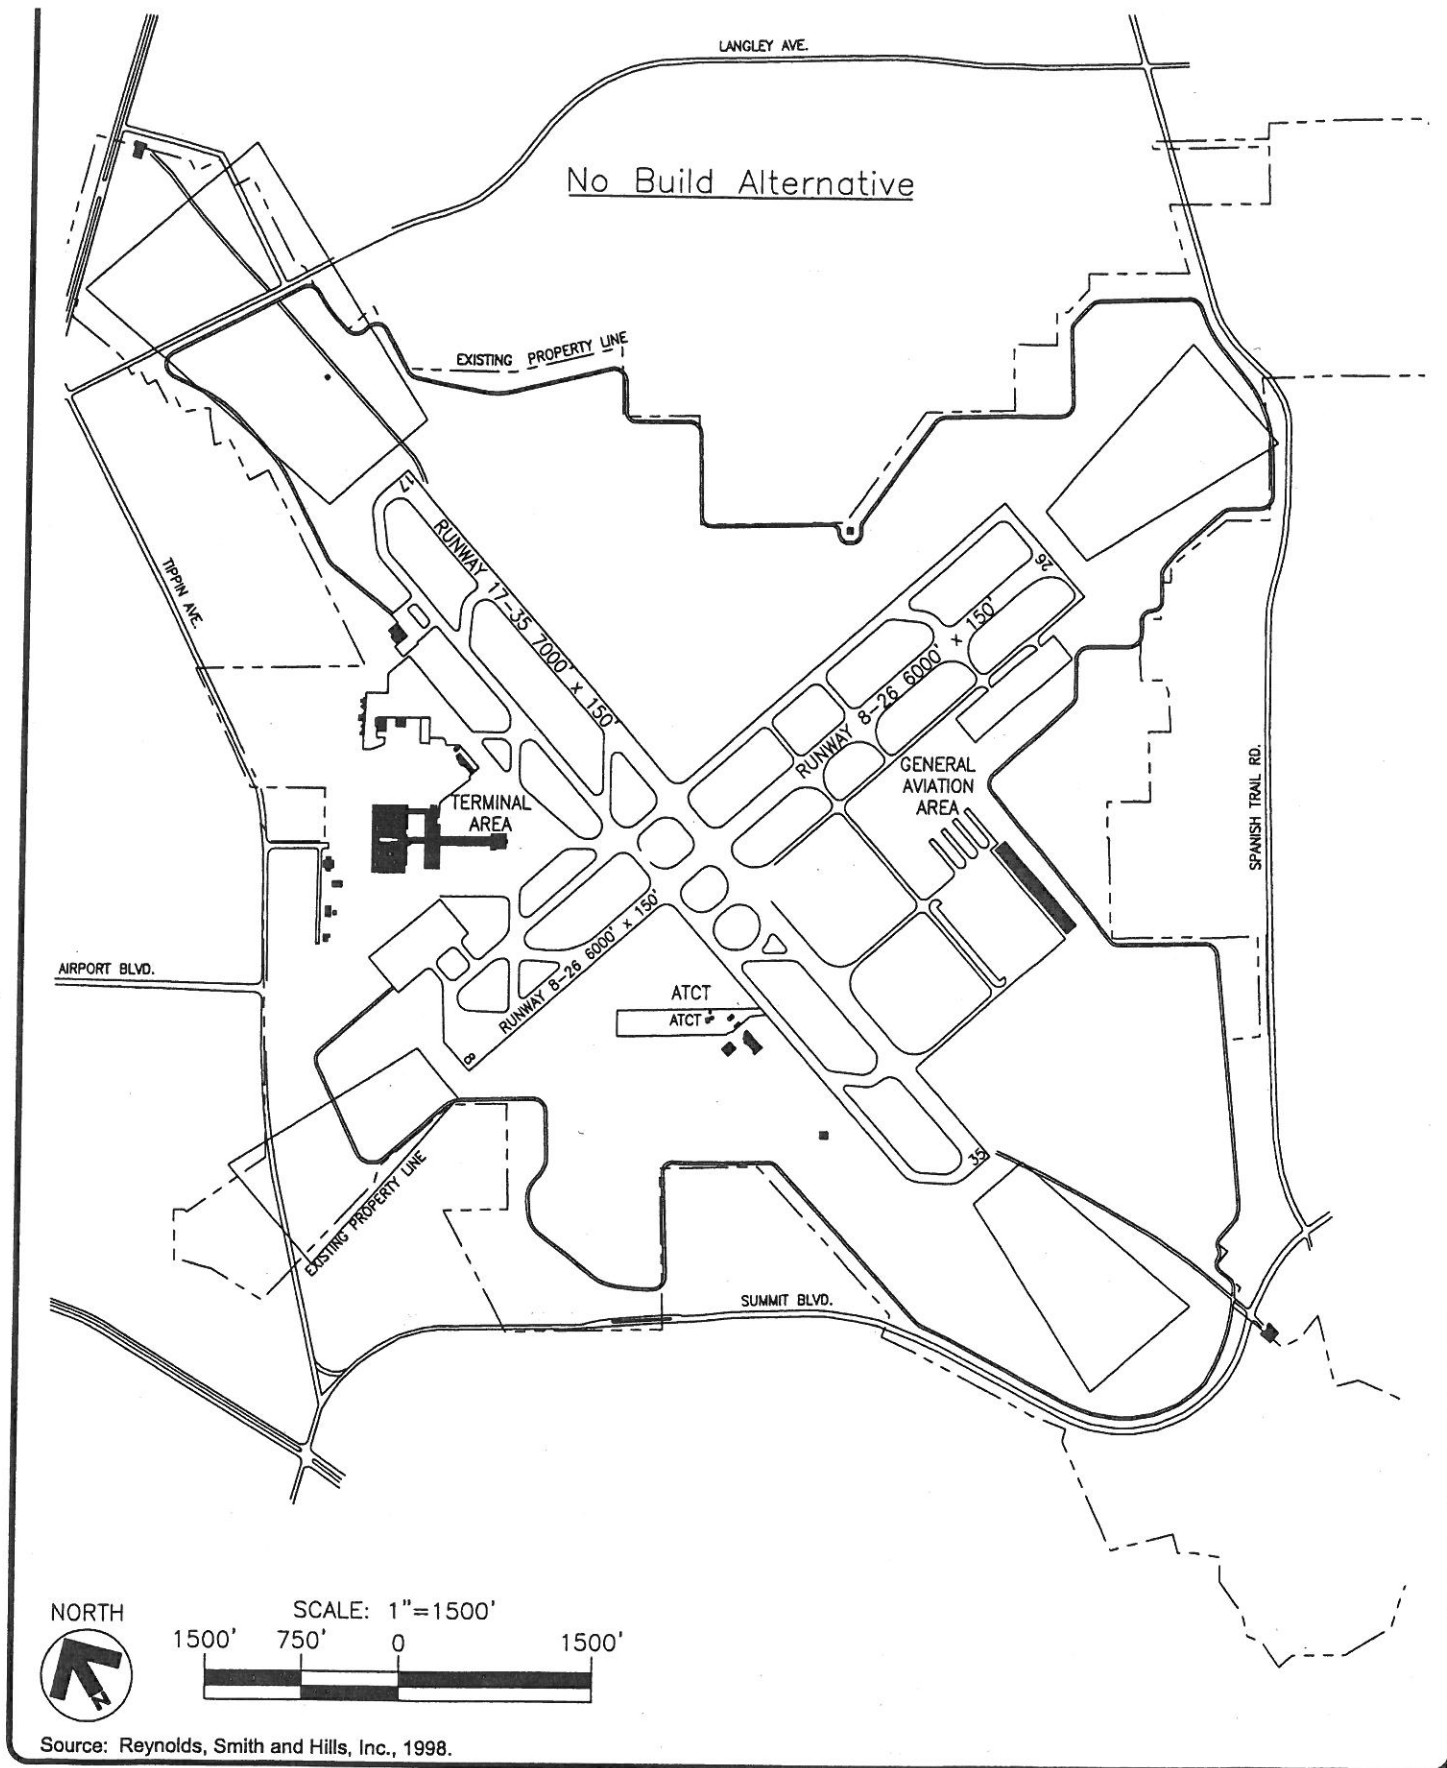 LANGLEY AVE.
No Build Alternative
EXISTING PROPERTY LINE
17
RUNWAY 17-35 7000' x 150'
26
RUNWAY 8-26 6000' x 150'
TIPPIN AVE.
GENERAL
AVIATION
AREA
TERMINAL
AREA
SPANISH TRAIL RD.
AIRPORT BLVD.
RUNWAY 8-26 6000' x 150'
ATCT
ATCT
8
35
EXISTING PROPERTY LINE
SUMMIT BLVD.
NORTH
N
SCALE: 1"=1500'
1500' 750' 0 1500'
Source: Reynolds, Smith and Hills, Inc., 1998.